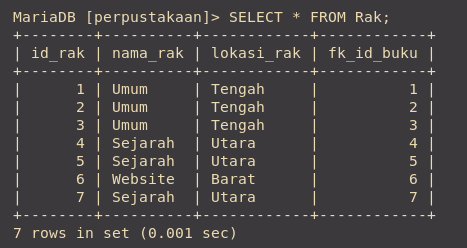 MariaDB [perpustakaan]> SELECT * FROM Rak;
+--------+-----------+-------------+------------+
| id_rak | nama_rak  | lokasi_rak  | fk_id_buku |
+--------+-----------+-------------+------------+
|      1 | Umum      | Tengah      |          1 |
|      2 | Umum      | Tengah      |          2 |
|      3 | Umum      | Tengah      |          3 |
|      4 | Sejarah   | Utara       |          4 |
|      5 | Sejarah   | Utara       |          5 |
|      6 | Website   | Barat       |          6 |
|      7 | Sejarah   | Utara       |          7 |
+--------+-----------+-------------+------------+
7 rows in set (0.001 sec)